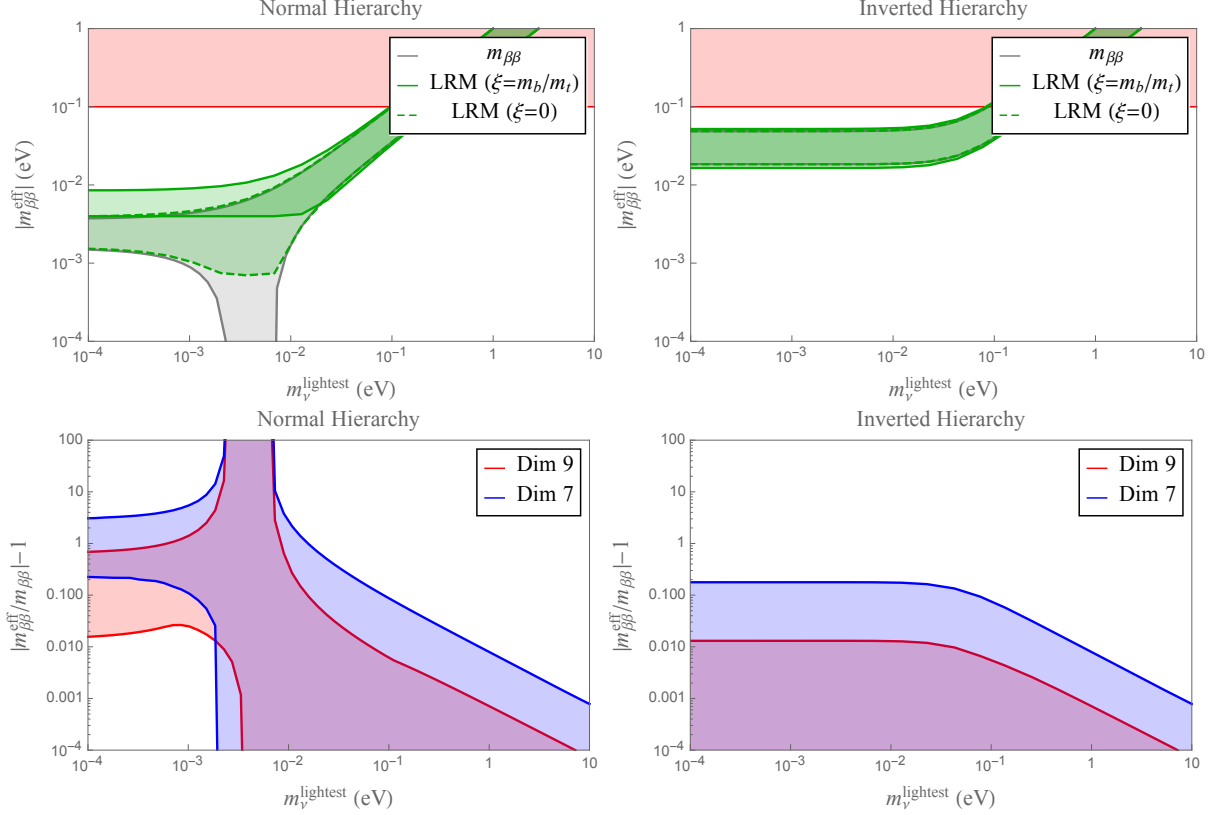 Normal Hierarchy
1
10⁻¹
10⁻²
10⁻³
10⁻⁴
|m_ββ^eff| (eV)
m_ββ
LRM (ξ=m_b/m_t)
LRM (ξ=0)
10⁻⁴ 10⁻³ 10⁻² 10⁻¹ 1 10
m_ν^lightest (eV)
Inverted Hierarchy
1
10⁻¹
10⁻²
10⁻³
10⁻⁴
|m_ββ^eff| (eV)
m_ββ
LRM (ξ=m_b/m_t)
LRM (ξ=0)
10⁻⁴ 10⁻³ 10⁻² 10⁻¹ 1 10
m_ν^lightest (eV)
Normal Hierarchy
100
10
1
0.100
0.010
0.001
10⁻⁴
|m_ββ^eff/m_ββ|−1
Dim 9
Dim 7
10⁻⁴ 10⁻³ 10⁻² 10⁻¹ 1 10
m_ν^lightest (eV)
Inverted Hierarchy
100
10
1
0.100
0.010
0.001
10⁻⁴
|m_ββ^eff/m_ββ|−1
Dim 9
Dim 7
10⁻⁴ 10⁻³ 10⁻² 10⁻¹ 1 10
m_ν^lightest (eV)